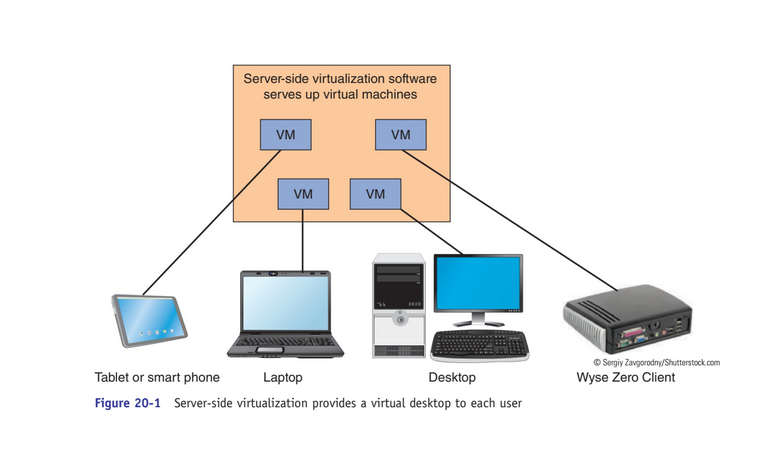 Server-side virtualization software
serves up virtual machines
VM
VM
VM
VM
© Sergiy Zavgorodny/Shutterstock.com
Tablet or smart phone
Laptop
Desktop
Wyse Zero Client
Figure 20-1 Server-side virtualization provides a virtual desktop to each user